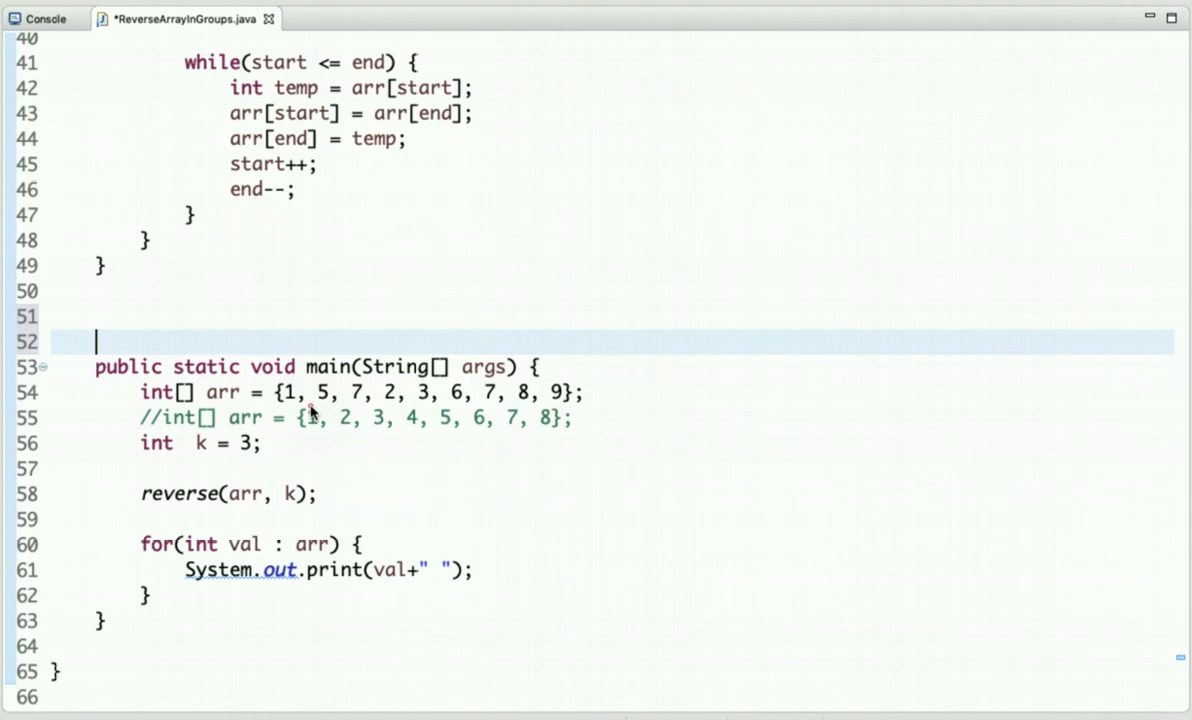 Console *ReverseArrayInGroups.java
40
41 while(start <= end) {
42 int temp = arr[start];
43 arr[start] = arr[end];
44 arr[end] = temp;
45 start++;
46 end--;
47 }
48 }
49 }
50
51
52
53 public static void main(String[] args) {
54 int[] arr = {1, 5, 7, 2, 3, 6, 7, 8, 9};
55 //int[] arr = {1, 2, 3, 4, 5, 6, 7, 8};
56 int  k = 3;
57
58 reverse(arr, k);
59
60 for(int val : arr) {
61 System.out.print(val+" ");
62 }
63 }
64
65 }
66